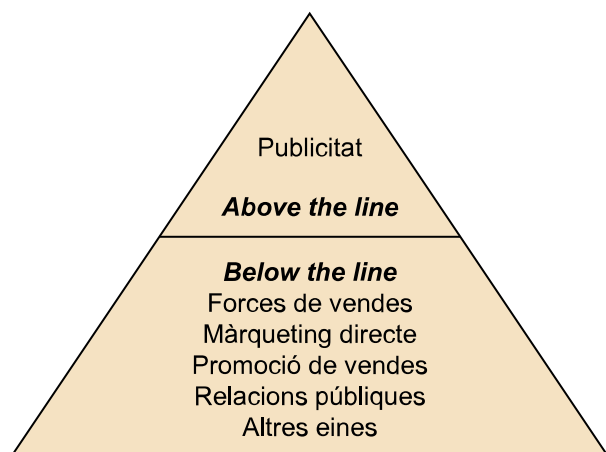 Publicitat
Above the line
Below the line
Forces de vendes
Màrqueting directe
Promoció de vendes
Relacions públiques
Altres eines